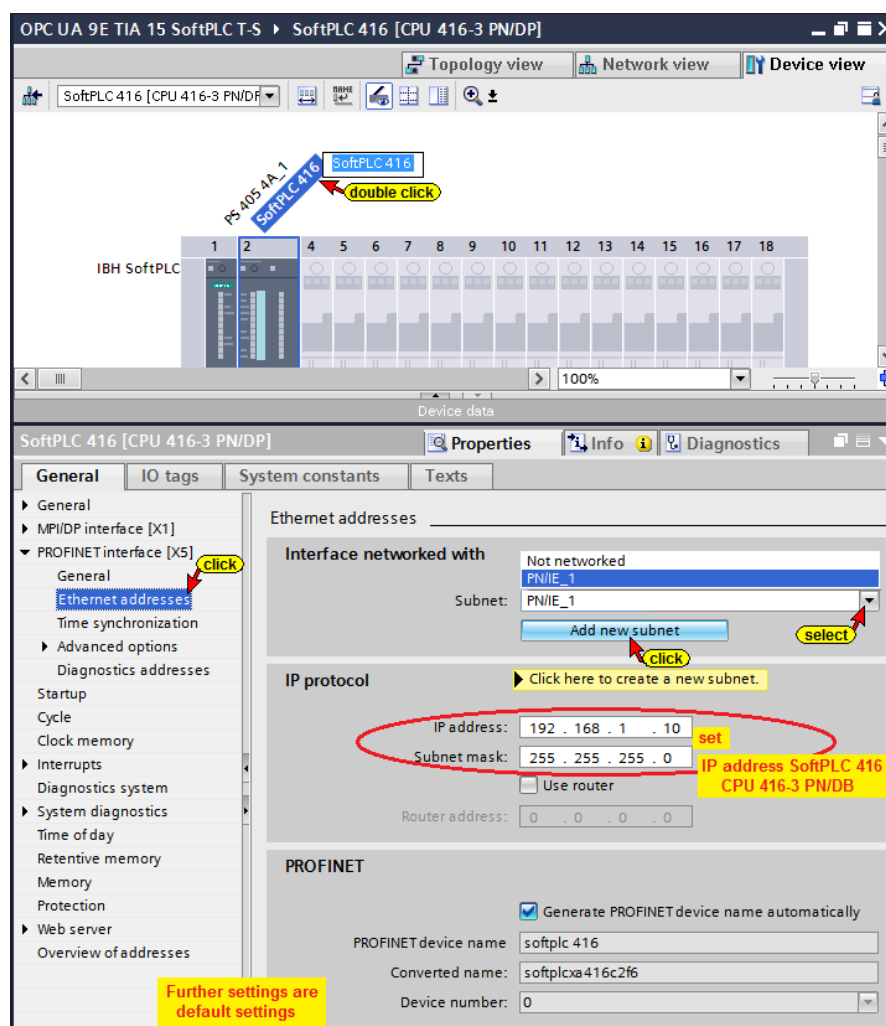 OPC UA 9E TIA 15 SoftPLC T-S ▸ SoftPLC 416 [CPU 416-3 PN/DP]
Topology view Network view Device view
SoftPLC 416 [CPU 416-3 PN/DP
SoftPLC 416
double click
PS 405 4A_1
SoftPLC 416
1 2 4 5 6 7 8 9 10 11 12 13 14 15 16 17 18
IBH SoftPLC
100%
Device data
SoftPLC 416 [CPU 416-3 PN/DP] Properties Info Diagnostics
General IO tags System constants Texts
General
MPI/DP interface [X1]
PROFINET interface [X5]
click
General
Ethernet addresses
Time synchronization
Advanced options
Diagnostics addresses
Startup
Cycle
Clock memory
Interrupts
Diagnostics system
System diagnostics
Time of day
Retentive memory
Memory
Protection
Web server
Overview of addresses
Further settings are
default settings
Ethernet addresses
Interface networked with
Not networked
PN/IE_1
Subnet: PN/IE_1
Add new subnet
select
click
IP protocol
Click here to create a new subnet.
IP address: 192 . 168 . 1 . 10
set
Subnet mask: 255 . 255 . 255 . 0
IP address SoftPLC 416
CPU 416-3 PN/DB
Use router
Router address: 0 . 0 . 0 . 0
PROFINET
Generate PROFINET device name automatically
PROFINET device name softplc 416
Converted name: softplcxa416c2f6
Device number: 0